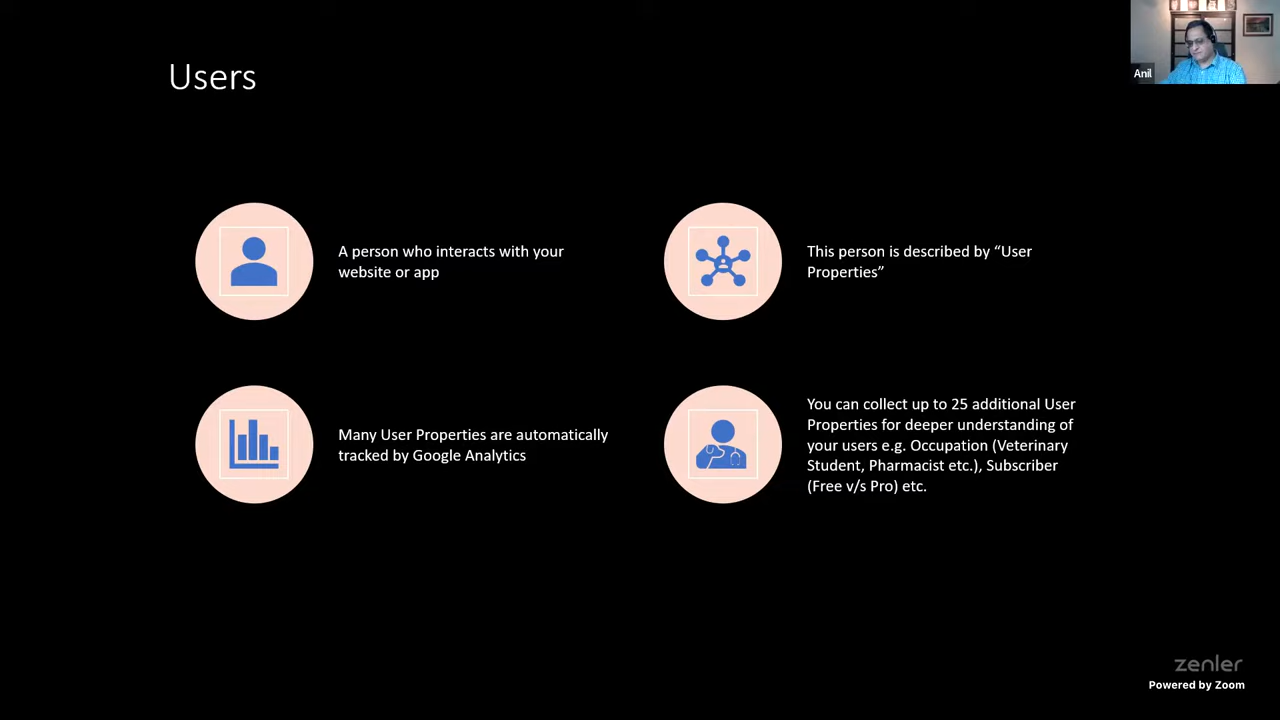 Users
Anil
A person who interacts with your
website or app
This person is described by “User
Properties”
Many User Properties are automatically
tracked by Google Analytics
You can collect up to 25 additional User
Properties for deeper understanding of
your users e.g. Occupation (Veterinary
Student, Pharmacist etc.), Subscriber
(Free v/s Pro) etc.
zenler
Powered by Zoom